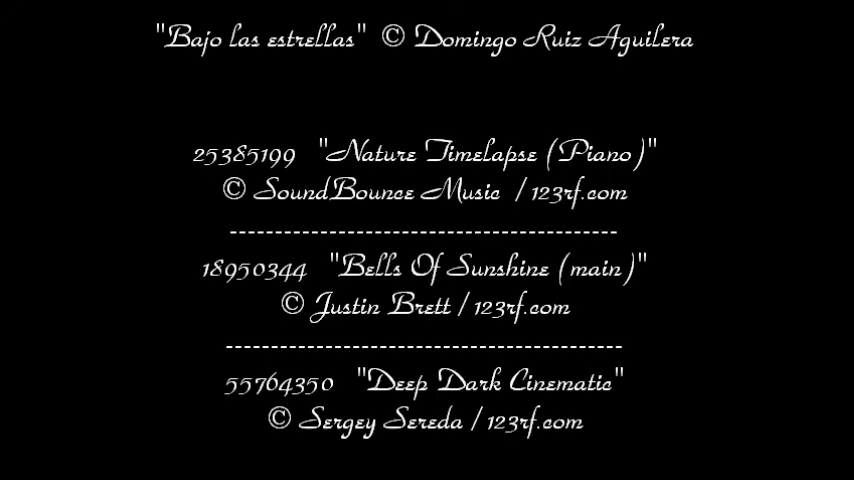 "Bajo las estrellas" © Domingo Ruiz Aguilera
25385199 "Nature Timelapse (Piano)"
© SoundBounce Music / 123rf.com
-------------------------------------------
18950344 "Bells Of Sunshine (main)"
© Justin Brett / 123rf.com
--------------------------------------------
55764350 "Deep Dark Cinematic"
© Sergey Sereda / 123rf.com